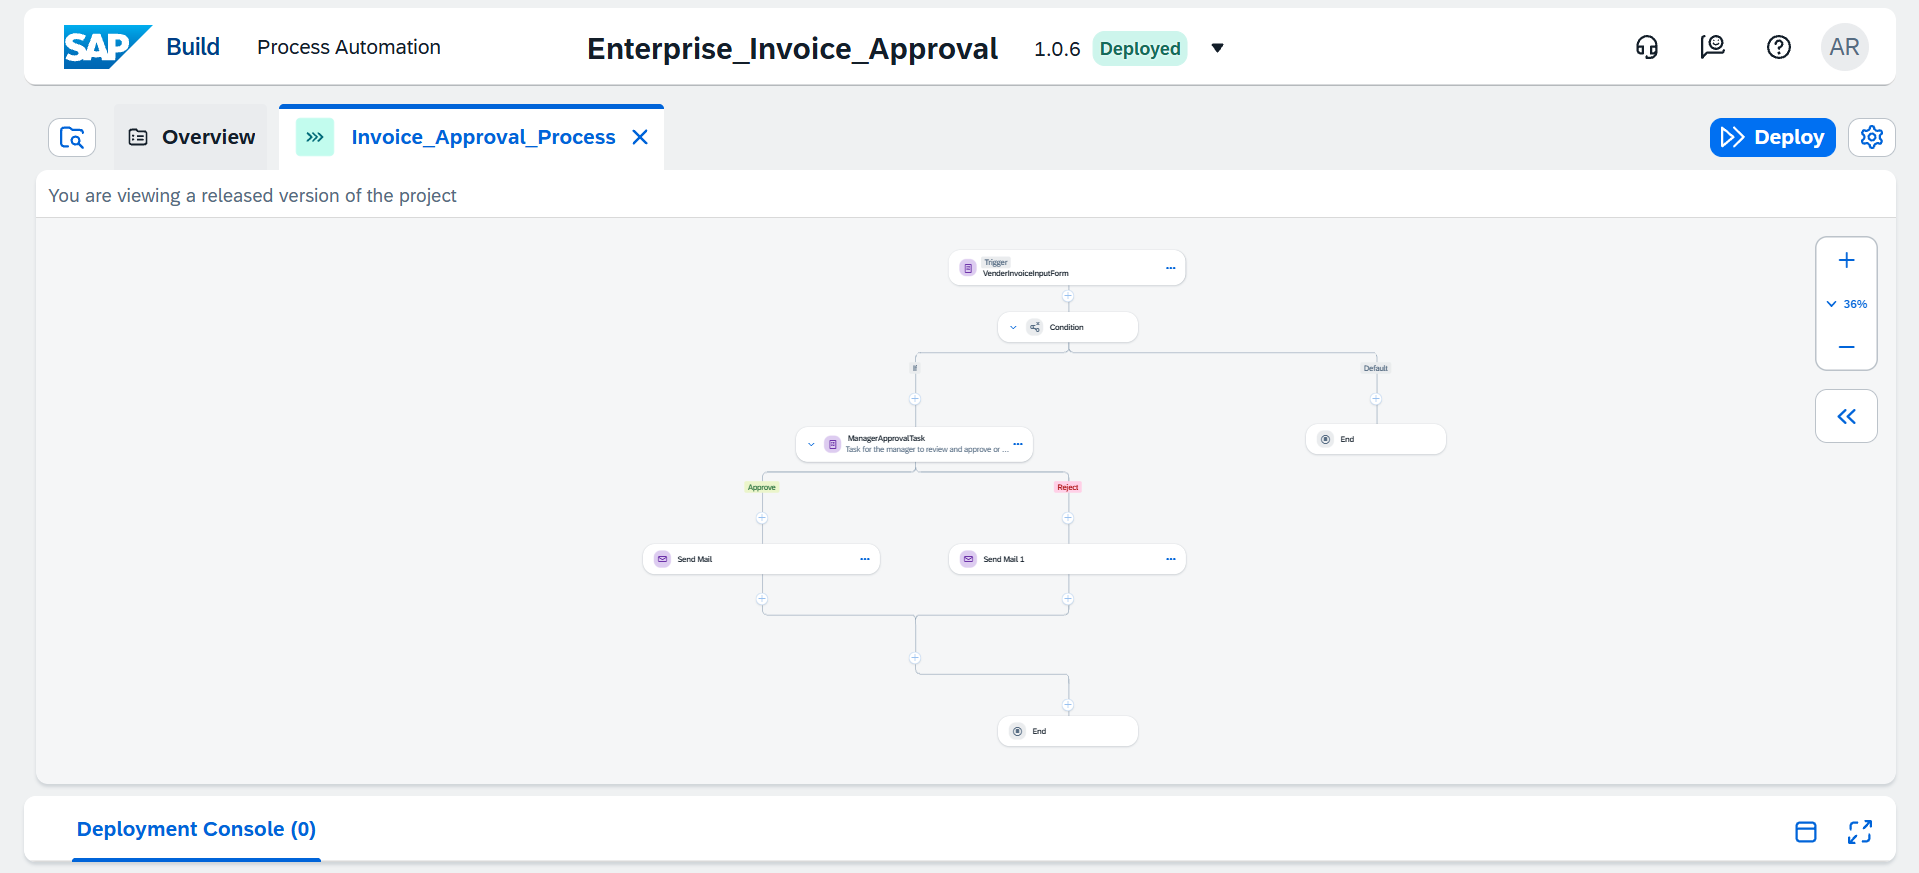 SAP Build Process Automation
Enterprise_Invoice_Approval 1.0.6 Deployed
AR
Overview
Invoice_Approval_Process
Deploy
You are viewing a released version of the project
Trigger
VenderInvoiceInputForm
36%
Condition
If
Default
ManagerApprovalTask
Task for the manager to review and approve or ...
End
Approve
Reject
Send Mail
Send Mail 1
End
Deployment Console (0)